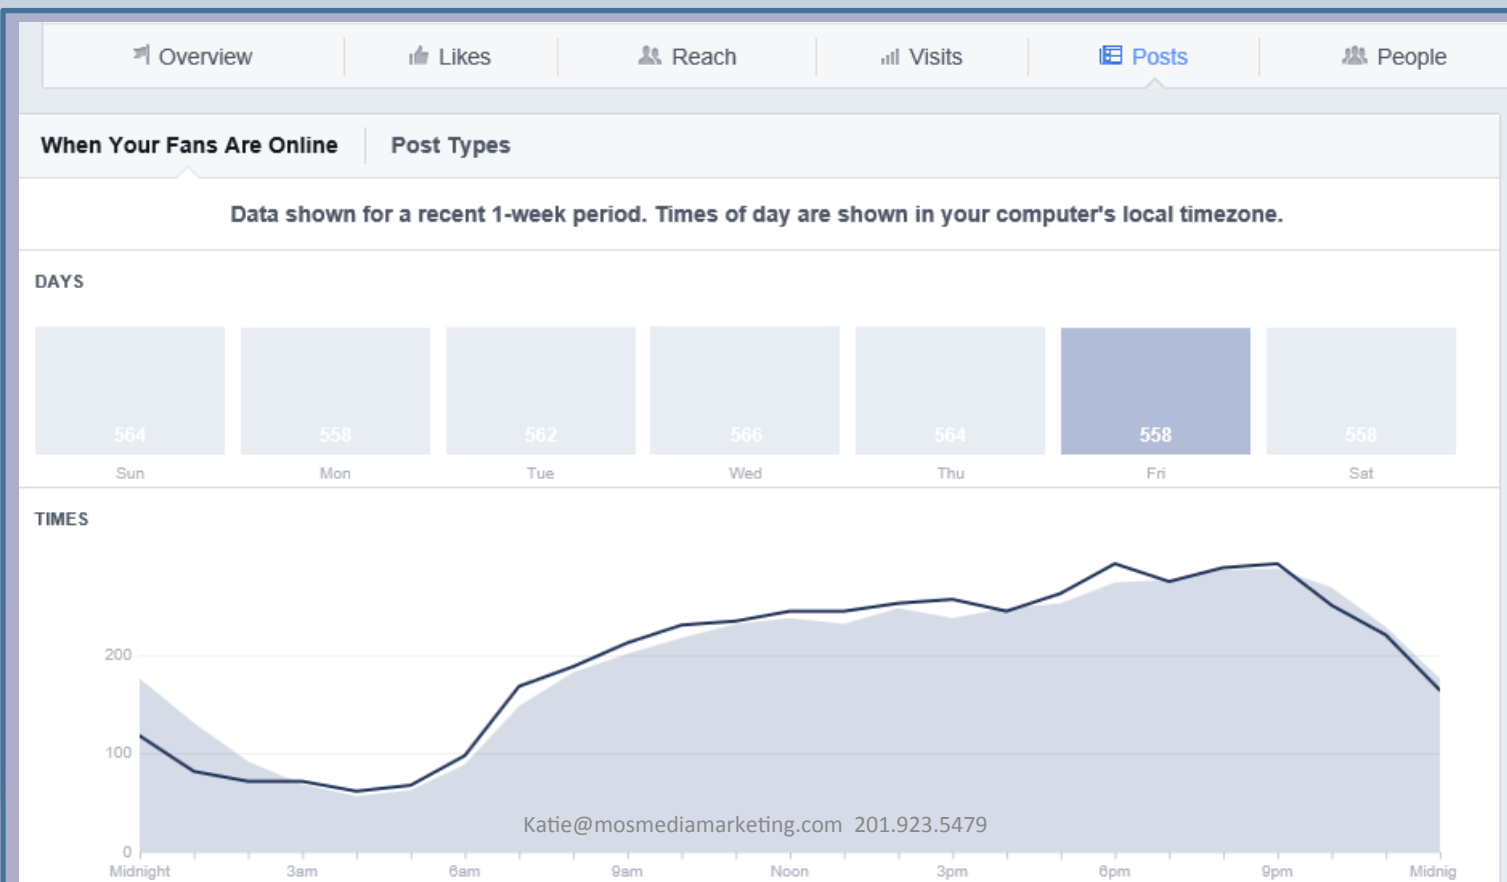 Overview Likes Reach Visits Posts People
When Your Fans Are Online Post Types
Data shown for a recent 1-week period. Times of day are shown in your computer's local timezone.
DAYS
564 558 562 566 564 558 558
Sun Mon Tue Wed Thu Fri Sat
TIMES
200
100
Katie@mosmediamarketing.com 201.923.5479
0
Midnight 3am 6am 9am Noon 3pm 6pm 9pm Midnig